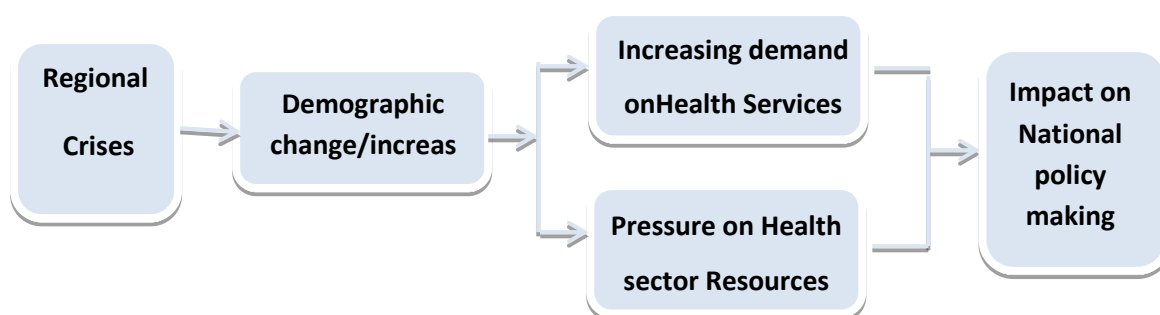 Regional
Crises
Demographic
change/increas
Increasing demand
onHealth Services
Pressure on Health
sector Resources
Impact on
National
policy
making